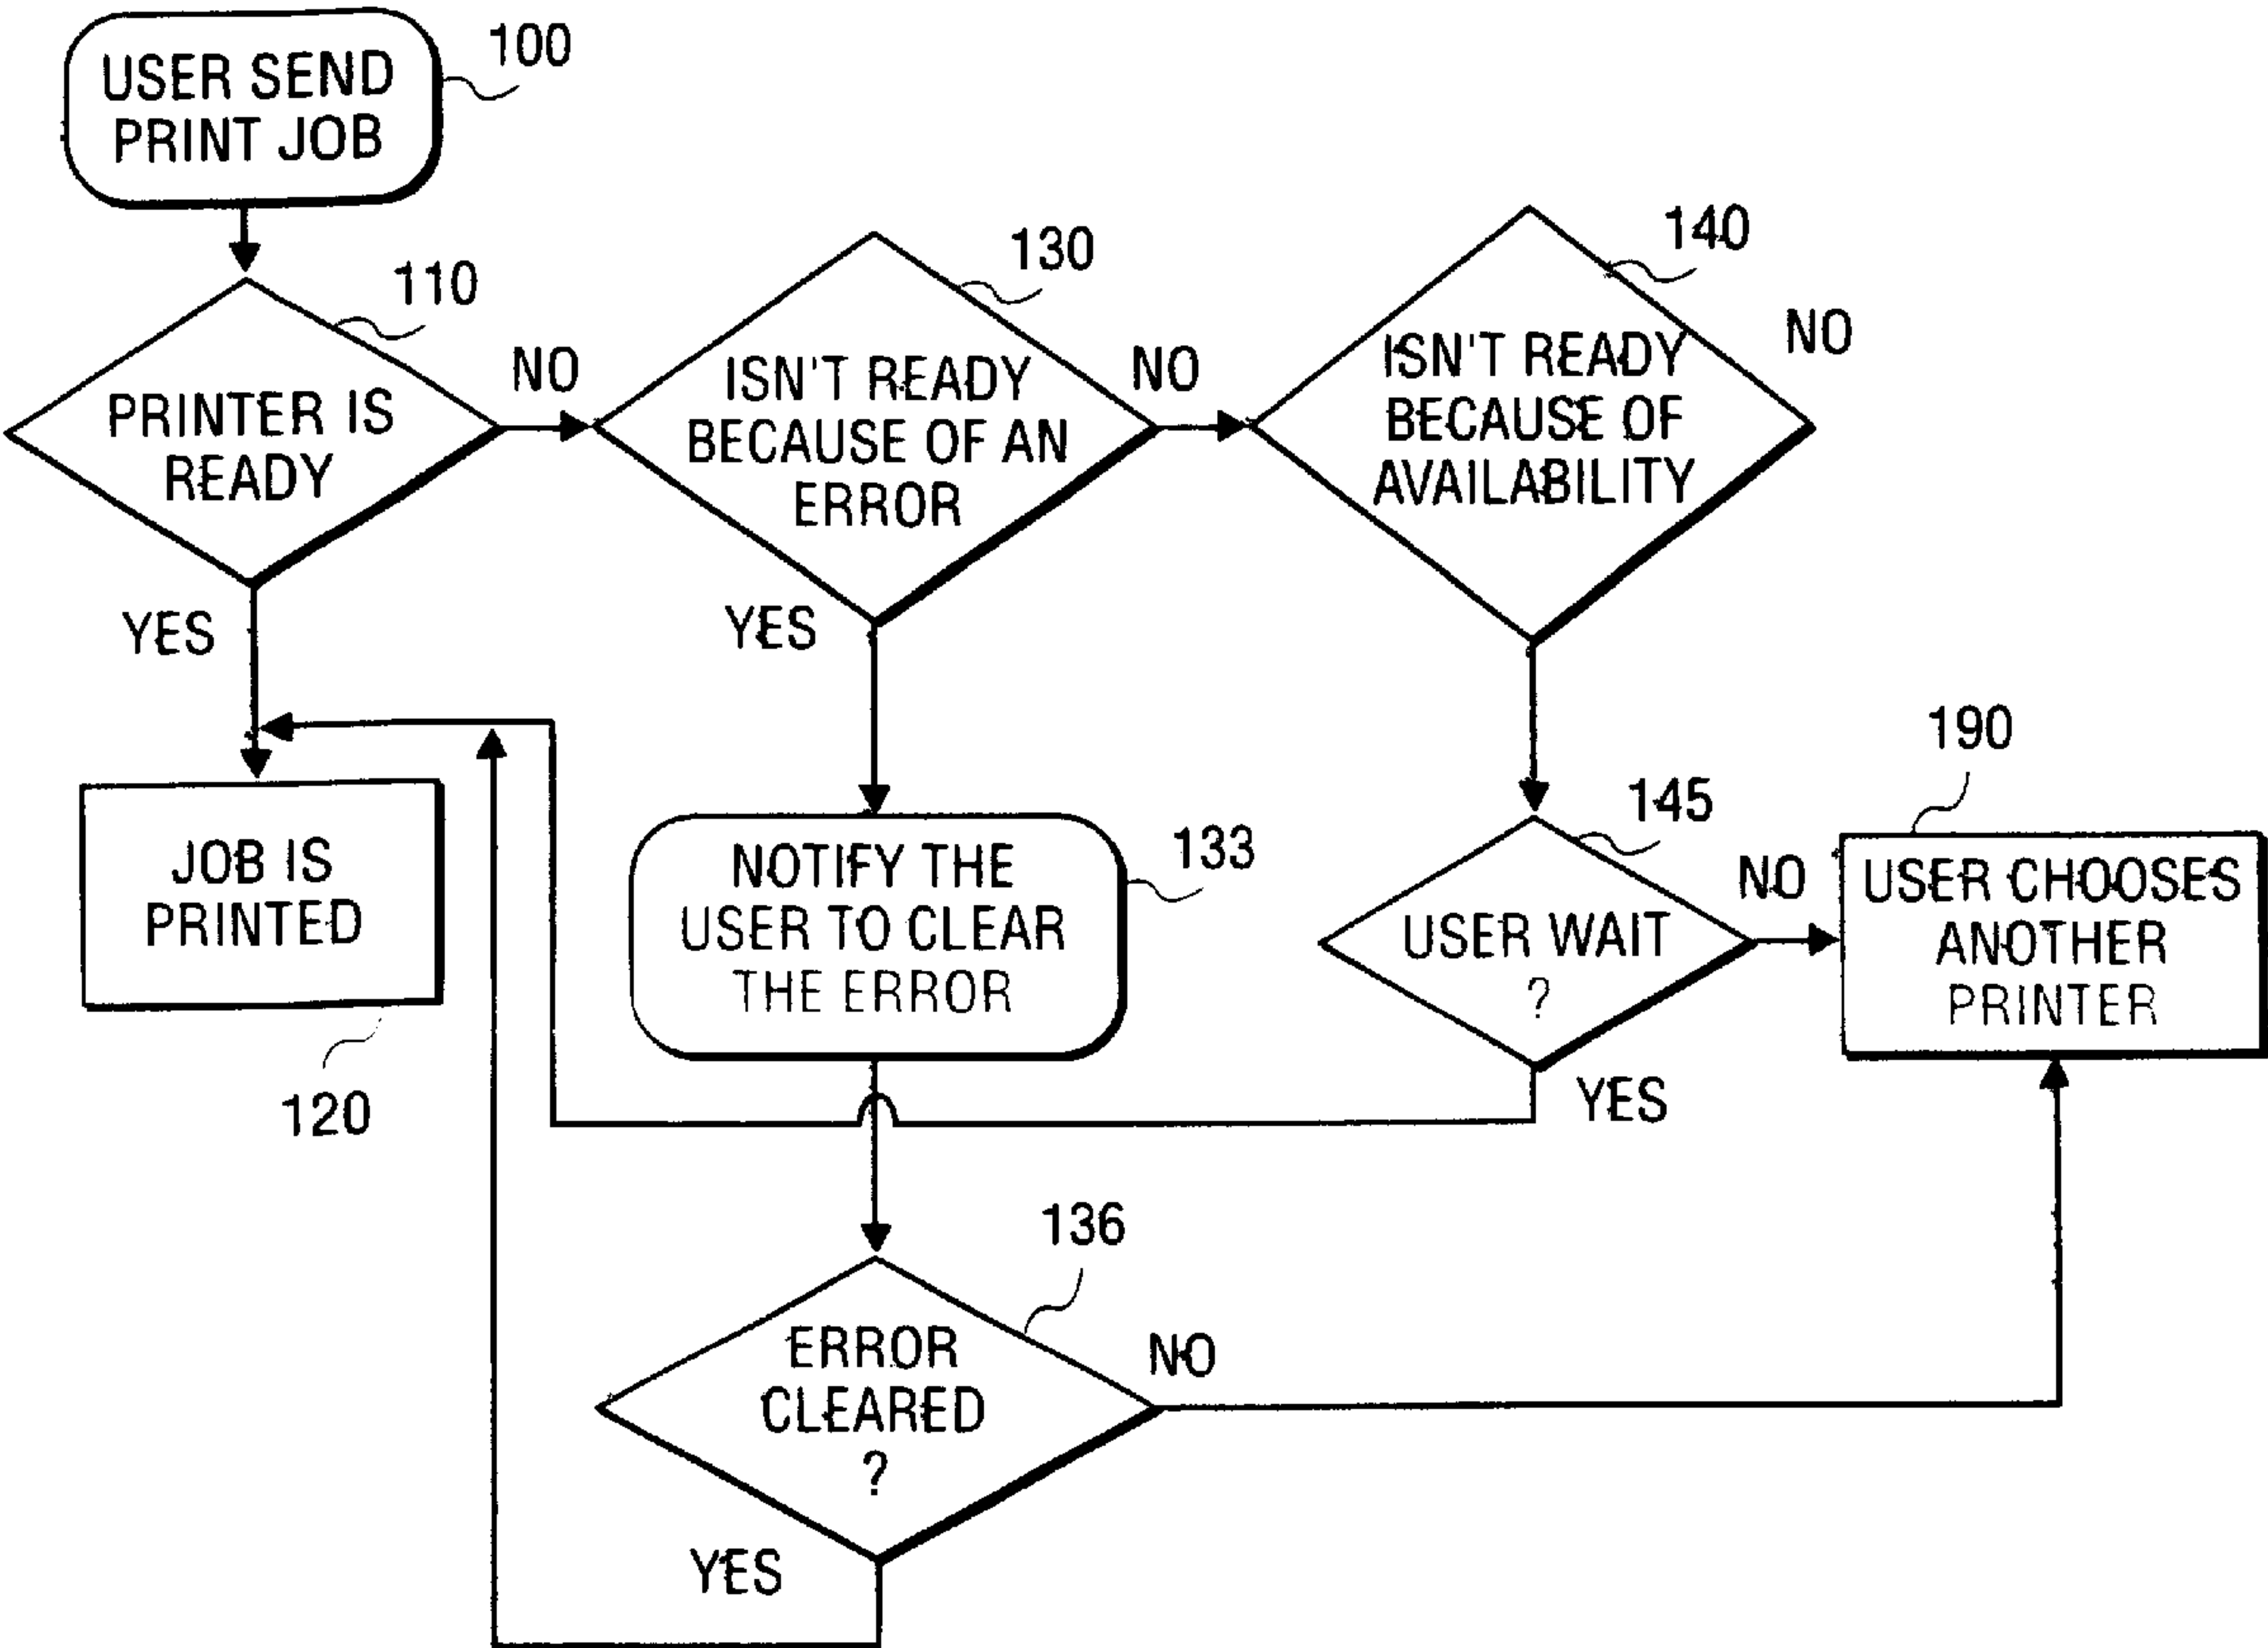 USER SEND
PRINT JOB
100
PRINTER IS
READY
110
NO
YES
ISN'T READY
BECAUSE OF AN
ERROR
130
NO
YES
ISN'T READY
BECAUSE OF
AVAILABILITY
140
NO
JOB IS
PRINTED
120
NOTIFY THE
USER TO CLEAR
THE ERROR
133
USER WAIT
?
145
NO
YES
USER CHOOSES
ANOTHER
PRINTER
190
ERROR
CLEARED
?
136
NO
YES